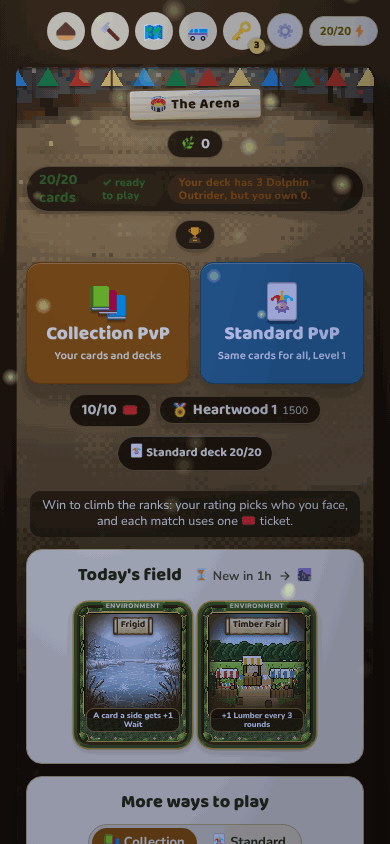 3
20/20
The Arena
0
20/20 cards
✓ ready to play
Your deck has 3 Dolphin Outrider, but you own 0.
Collection PvP
Your cards and decks
Standard PvP
Same cards for all, Level 1
10/10
Heartwood 1 1500
Standard deck 20/20
Win to climb the ranks: your rating picks who you face,
and each match uses one ticket.
Today's field
New in 1h →
ENVIRONMENT
Frigid
A card a side gets +1
Wait
ENVIRONMENT
Timber Fair
+1 Lumber every 3
rounds
More ways to play
Collection
Standard